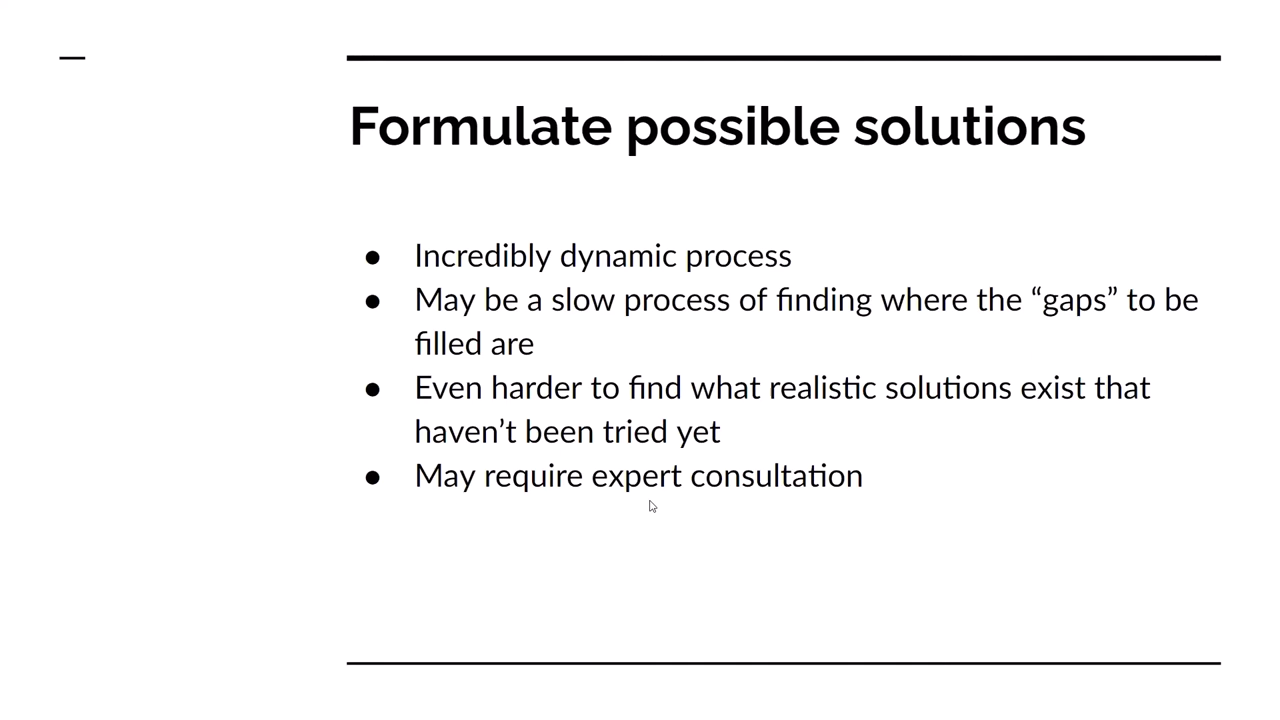 Formulate possible solutions
● Incredibly dynamic process
● May be a slow process of finding where the “gaps” to be
filled are
● Even harder to find what realistic solutions exist that
haven’t been tried yet
● May require expert consultation